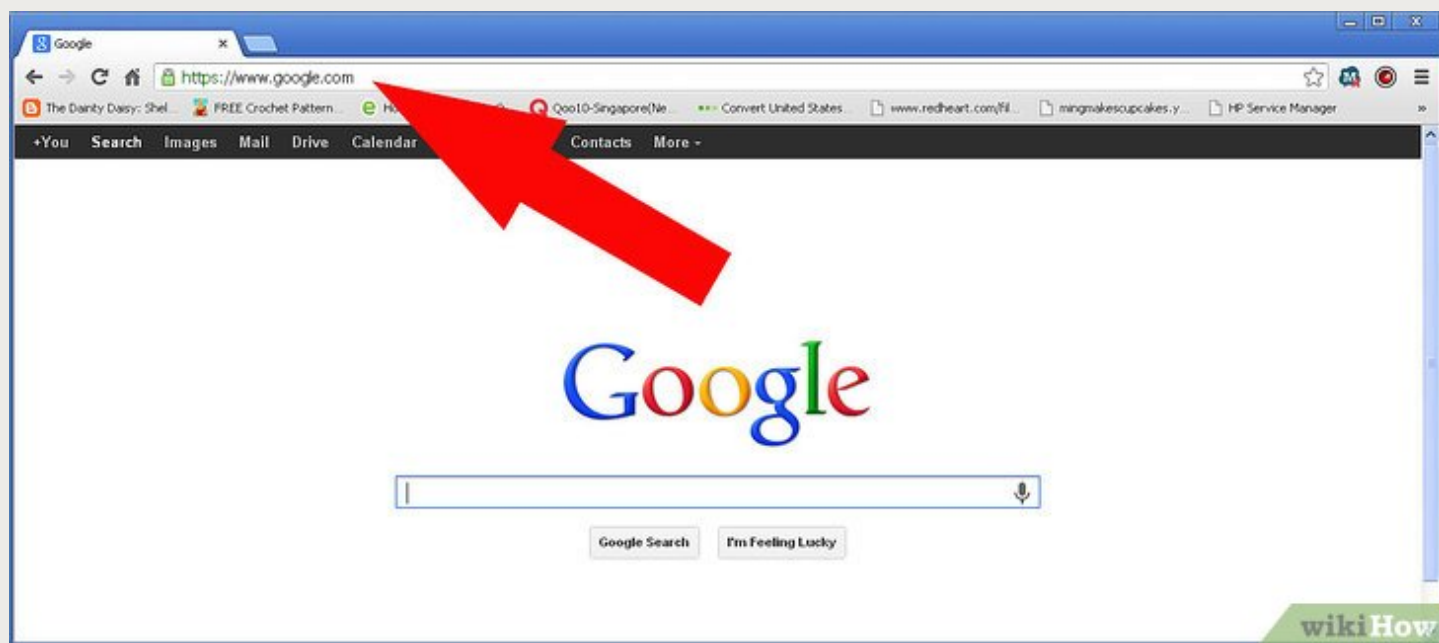 Google
https://www.google.com
The Dainty Daisy: Shel... FREE Crochet Pattern... Qoo10-Singapore(Ne... Convert United States... www.redheart.com/fil... mingmakescupcakes.y... HP Service Manager »
+You Search Images Mail Drive Calendar Contacts More
Google
Google Search I'm Feeling Lucky
wikiHow